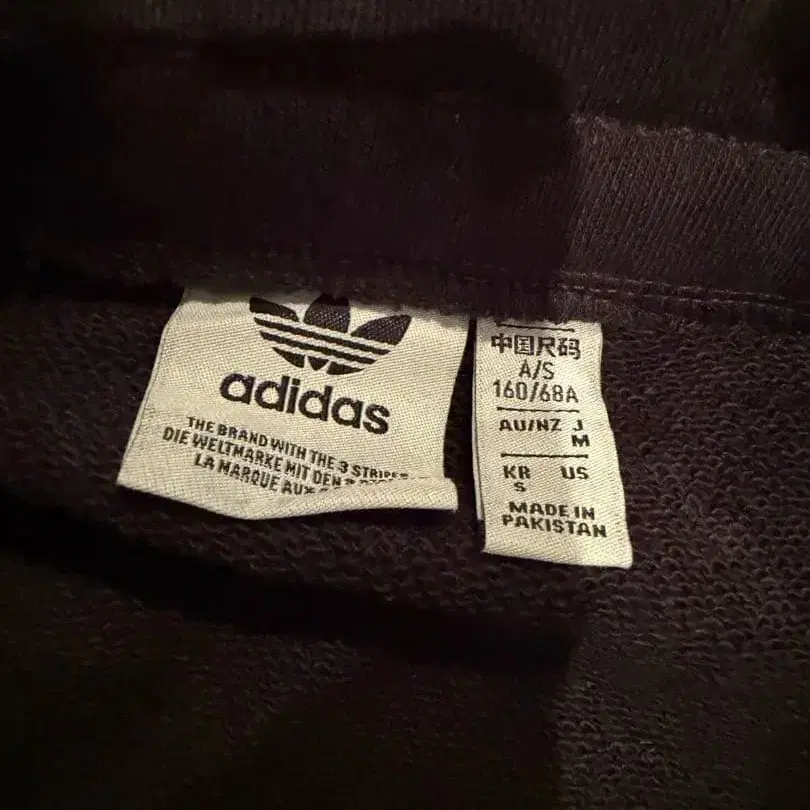 adidas
THE BRAND WITH THE 3 STRIPES
DIE WELTMARKE MIT DEN
LA MARQUE AUX
中国尺码
A/S
160/68A
AU/NZ J
M
KR US
S
MADE IN
PAKISTAN